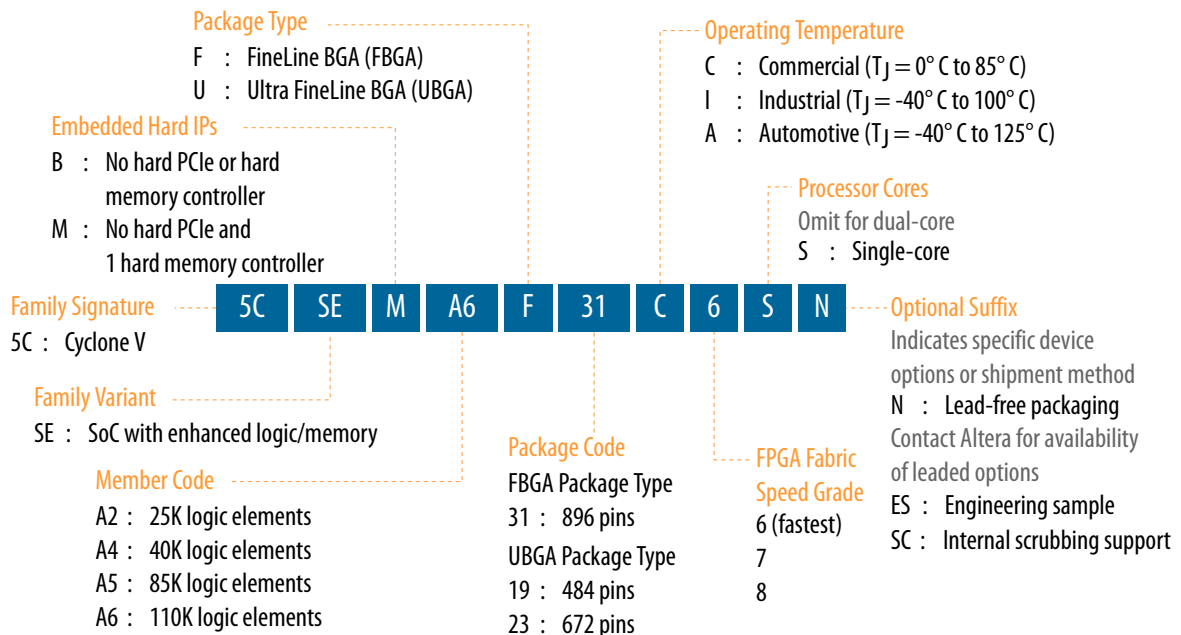 Package Type
F : FineLine BGA (FBGA)
U : Ultra FineLine BGA (UBGA)
Operating Temperature
C : Commercial (TJ = 0° C to 85° C)
I : Industrial (TJ = -40° C to 100° C)
A : Automotive (TJ = -40° C to 125° C)
Embedded Hard IPs
B : No hard PCIe or hard
memory controller
M : No hard PCIe and
1 hard memory controller
Processor Cores
Omit for dual-core
S : Single-core
Family Signature
5C : Cyclone V
5C SE M A6 F 31 C 6 S N
Optional Suffix
Indicates specific device
options or shipment method
N : Lead-free packaging
Contact Altera for availability
of leaded options
ES : Engineering sample
SC : Internal scrubbing support
Family Variant
SE : SoC with enhanced logic/memory
Member Code
A2 : 25K logic elements
A4 : 40K logic elements
A5 : 85K logic elements
A6 : 110K logic elements
Package Code
FBGA Package Type
31 : 896 pins
UBGA Package Type
19 : 484 pins
23 : 672 pins
FPGA Fabric
Speed Grade
6 (fastest)
7
8